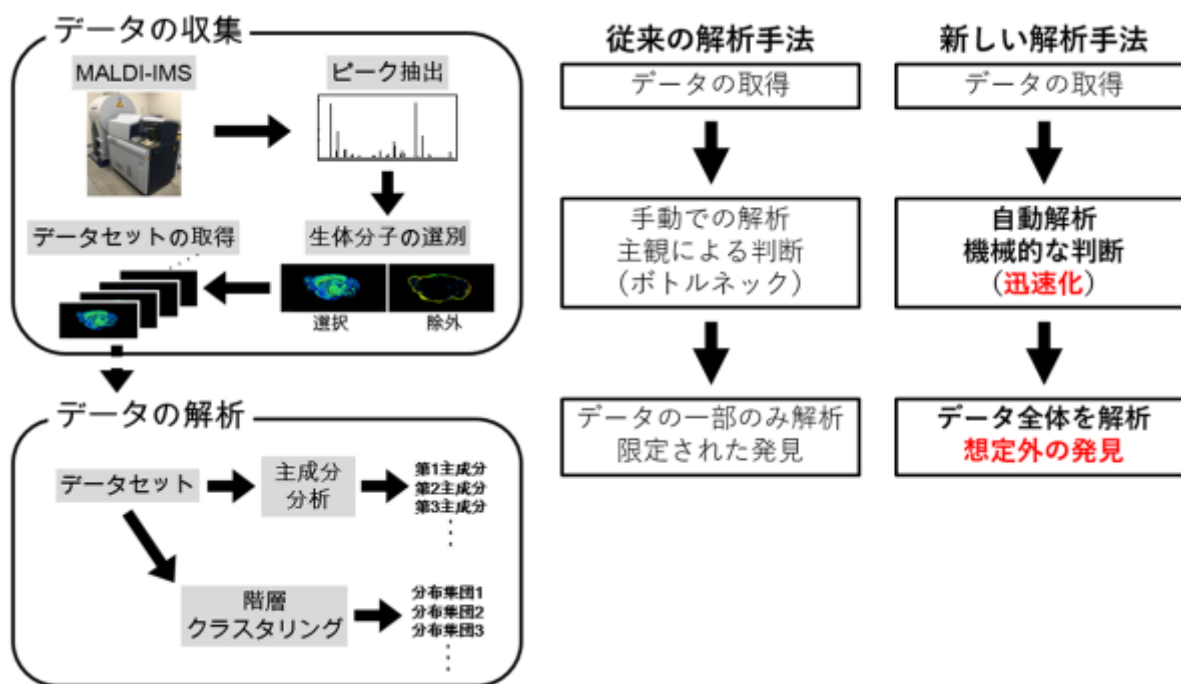 データの収集
MALDI-IMS
ピーク抽出
データセットの取得
生体分子の選別
選択
除外
データの解析
データセット
主成分
分析
第1主成分
第2主成分
第3主成分
階層
クラスタリング
分布集団1
分布集団2
分布集団3
従来の解析手法
データの取得
手動での解析
主観による判断
(ボトルネック)
データの一部のみ解析
限定された発見
新しい解析手法
データの取得
自動解析
機械的な判断
(迅速化)
データ全体を解析
想定外の発見